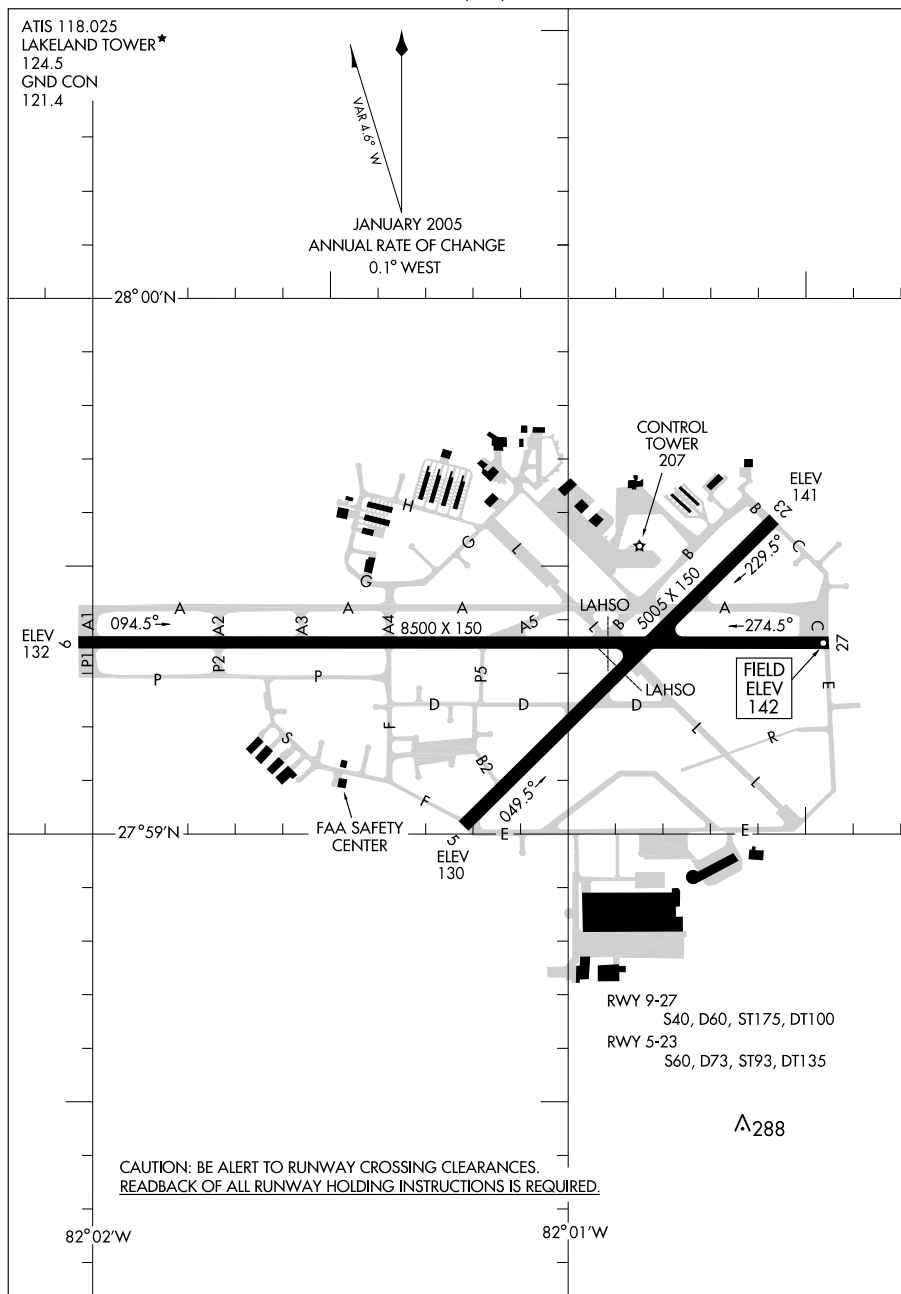 ATIS 118.025
LAKELAND TOWER★
124.5
GND CON
121.4
VAR 4.6° W
JANUARY 2005
ANNUAL RATE OF CHANGE
0.1° WEST
28°00'N
CONTROL
TOWER
207
ELEV
141
23
B
C
H
G
L
B
229.5°
5005 X 150
G
A1
A
A
A
LAHSO
A
ELEV
132
9
094.5°
A2
A3
A4
8500 X 150
A5
L
B
274.5°
C
27
P1
P
P2
P
P5
LAHSO
FIELD
ELEV
142
E
D
D
D
F
S
B2
L
R
L
F
049.5°
FAA SAFETY
CENTER
27°59'N
5
E
E
ELEV
130
RWY 9-27
S40, D60, ST175, DT100
RWY 5-23
S60, D73, ST93, DT135
288
CAUTION: BE ALERT TO RUNWAY CROSSING CLEARANCES.
READBACK OF ALL RUNWAY HOLDING INSTRUCTIONS IS REQUIRED.
82°02'W
82°01'W